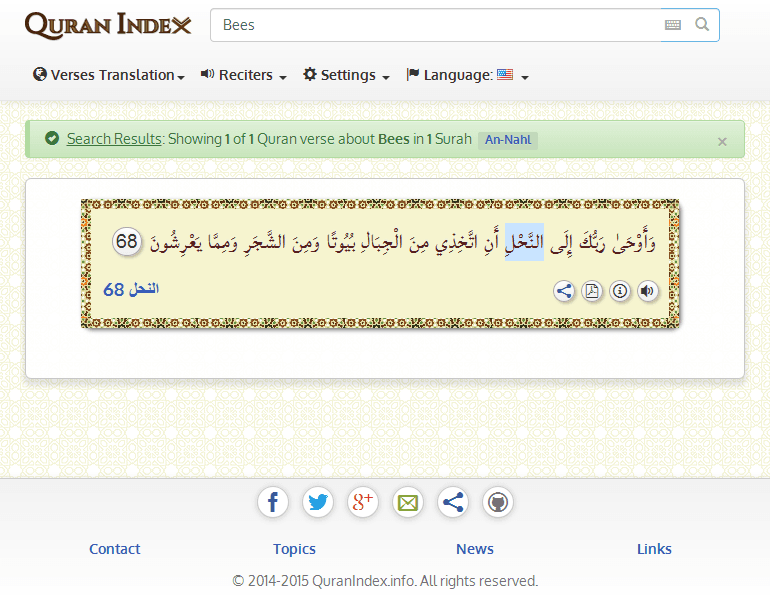 QURAN INDEX
Bees
Verses Translation
Reciters
Settings
Language:
Search Results: Showing 1 of 1 Quran verse about Bees in 1 Surah An-Nahl ×
وَأَوْحَىٰ رَبُّكَ إِلَى النَّحْلِ أَنِ اتَّخِذِي مِنَ الْجِبَالِ بُيُوتًا وَمِنَ الشَّجَرِ وَمِمَّا يَعْرِشُونَ 68
النحل 68
Contact
Topics
News
Links
© 2014-2015 QuranIndex.info. All rights reserved.